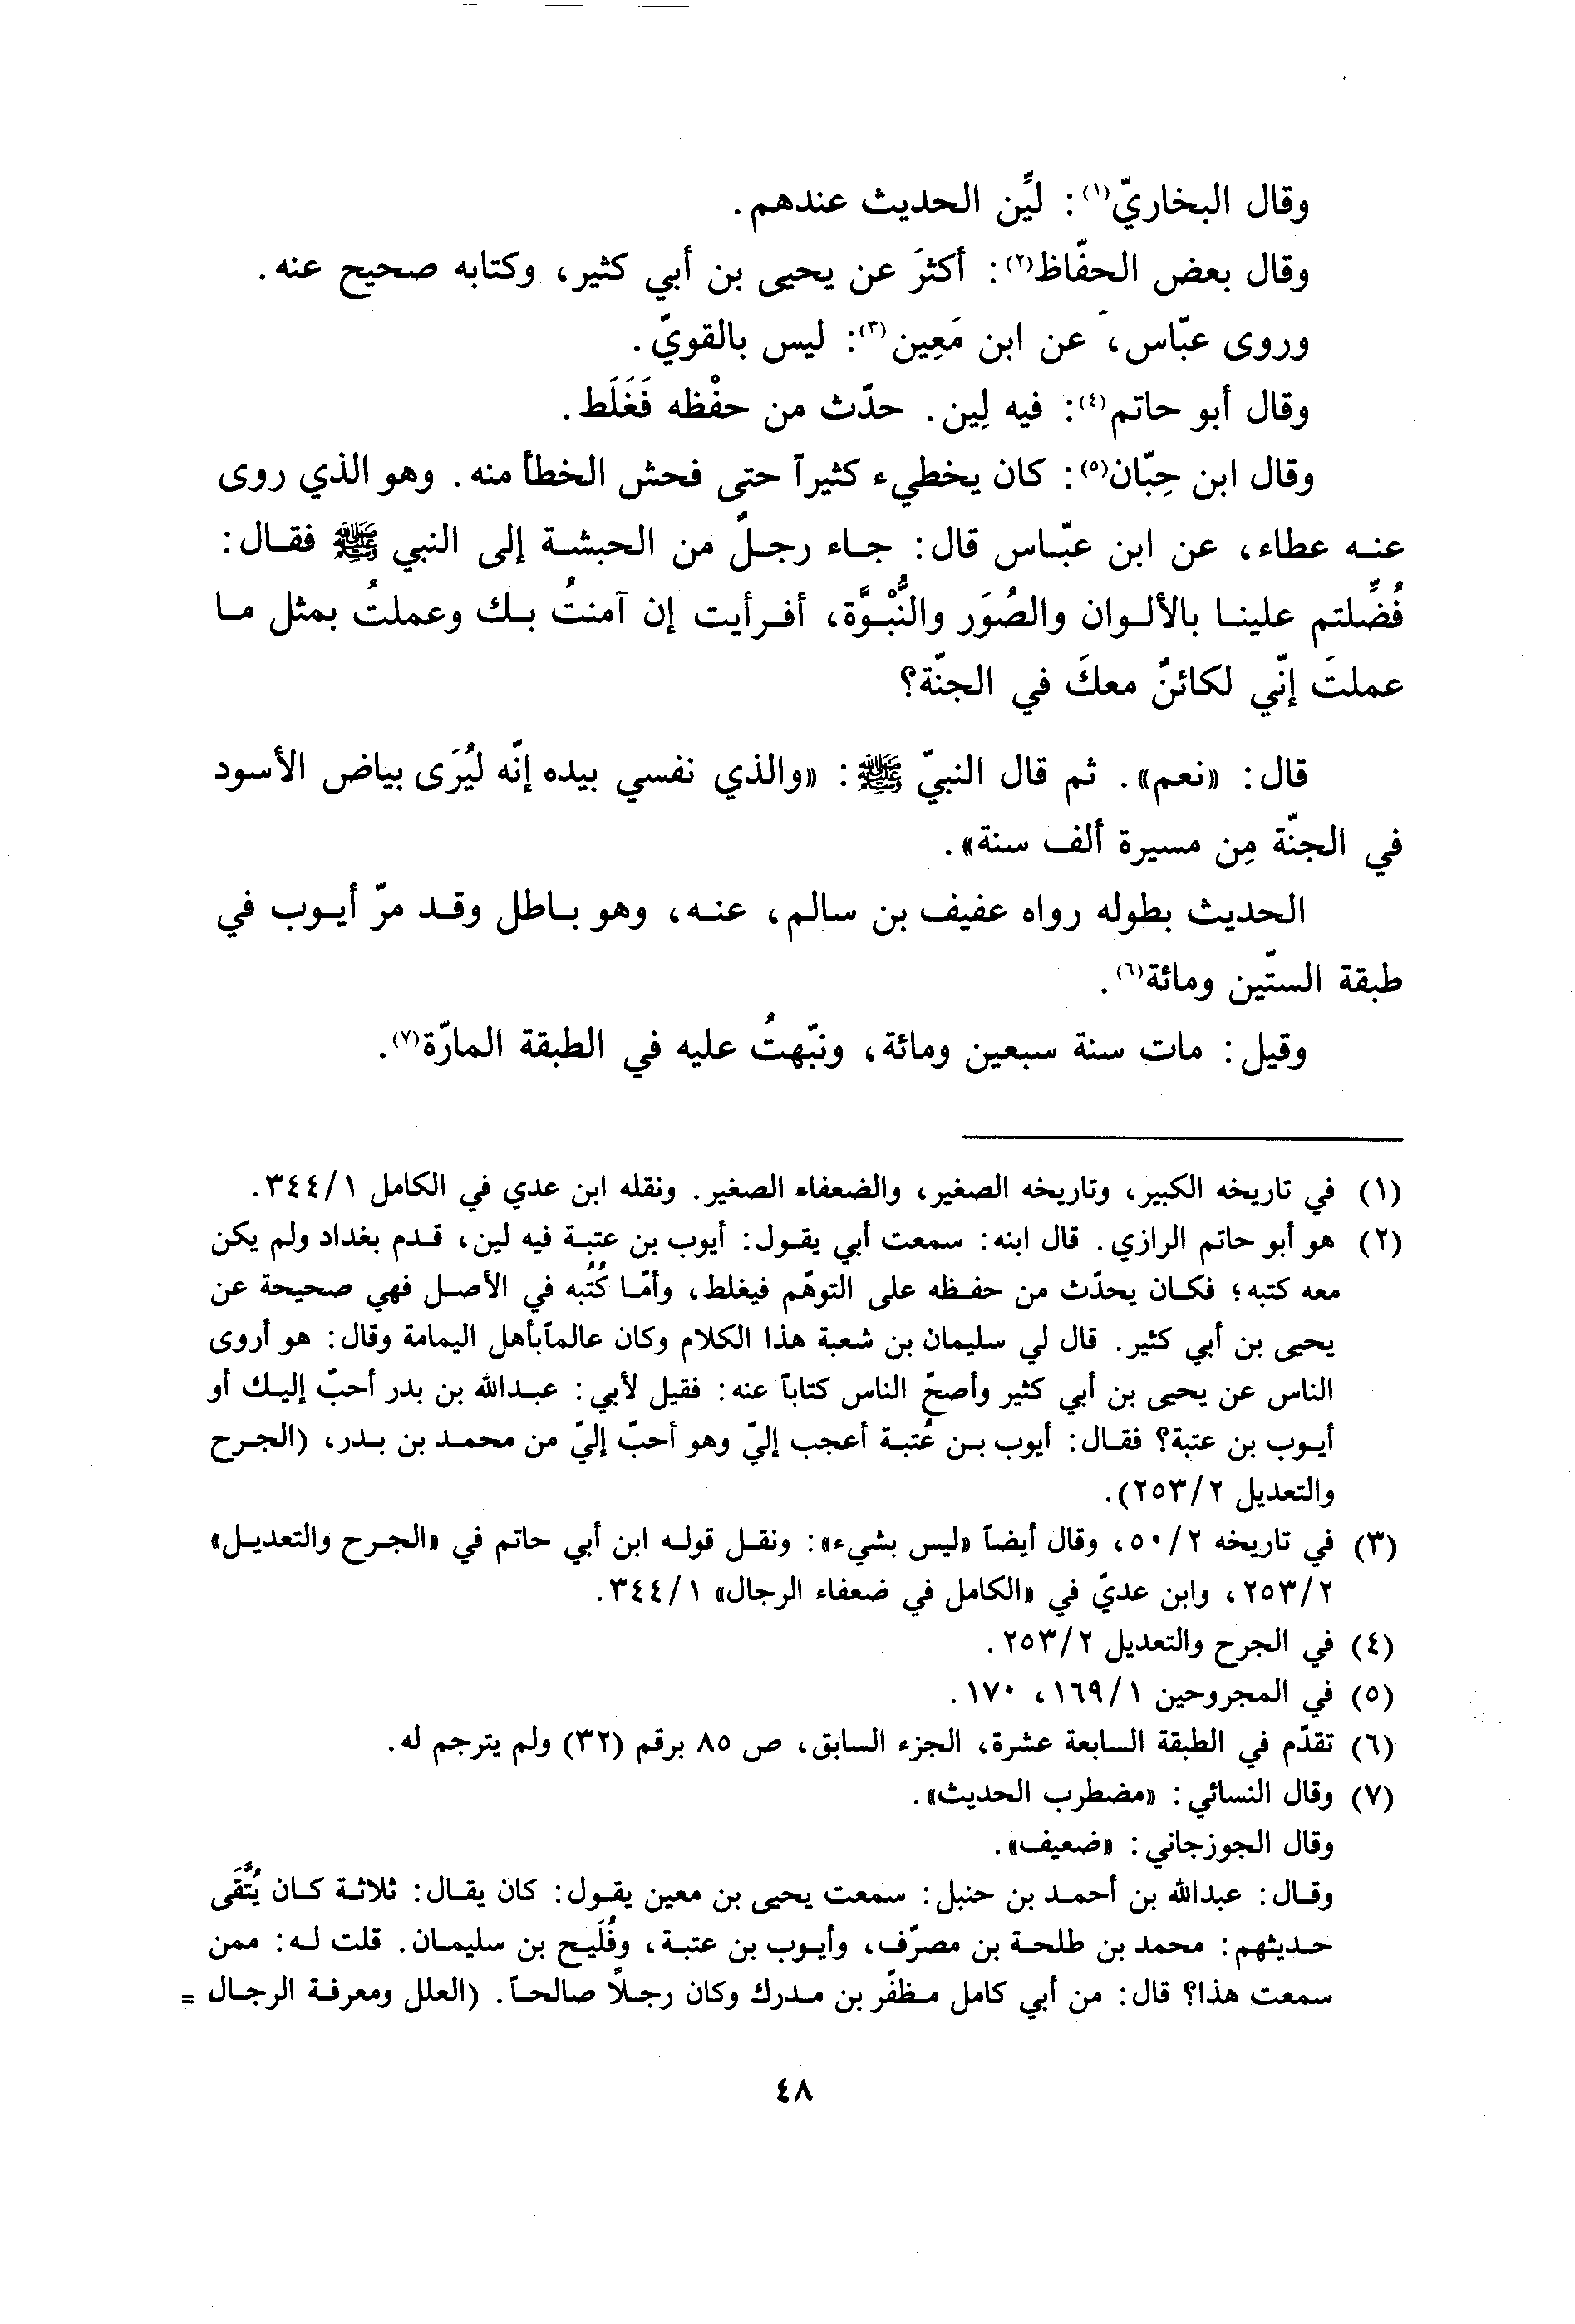 وقال البخاريّ(١): ليِّن الحديث عندهم.
وقال بعض الحفّاظ(٢): أكثرَ عن يحيى بن أبي كثير، وكتابه صحيح عنه.
وروى عبّاس، عن ابن مَعِين(٣): ليس بالقويّ.
وقال أبو حاتم(٤): فيه لِين. حدّث من حفْظه فَغَلَط.
وقال ابن حِبّان(٥): كان يخطيء كثيراً حتى فحش الخطأ منه. وهو الذي روى
عنه عطاء، عن ابن عبّاس قال: جاء رجلٌ من الحبشة إلى النبي ﷺ فقال:
فُضِّلتم علينا بالألوان والصُوَر والنُّبْوَّة، أفرأيت إن آمنتُ بك وعملتُ بمثل ما
عملتَ إنّي لكائنٌ معكَ في الجنّة؟
قال: «نعم». ثم قال النبيّ ﷺ: «والذي نفسي بيده إنّه ليُرَى بياض الأسود
في الجنّة مِن مسيرة ألف سنة».
الحديث بطوله رواه عفيف بن سالم، عنه، وهو باطل وقد مرّ أيوب في
طبقة الستّين ومائة(٦).
وقيل: مات سنة سبعين ومائة، ونبّهتُ عليه في الطبقة المارّة(٧).
(١) في تاريخه الكبير، وتاريخه الصغير، والضعفاء الصغير. ونقله ابن عدي في الكامل ٣٤٤/١.
(٢) هو أبو حاتم الرازي. قال ابنه: سمعت أبي يقول: أيوب بن عتبة فيه لين، قدم بغداد ولم يكن
معه كتبه؛ فكان يحدّث من حفظه على التوهّم فيغلط، وأمّا كُتُبه في الأصل فهي صحيحة عن
يحيى بن أبي كثير. قال لي سليمان بن شعبة هذا الكلام وكان عالماً بأهل اليمامة وقال: هو أروى
الناس عن يحيى بن أبي كثير وأصحّ الناس كتاباً عنه: فقيل لأبي: عبدالله بن بدر أحبّ إليك أو
أيوب بن عتبة؟ فقال: أيوب بن عُتبة أعجب إليّ وهو أحبّ إليّ من محمد بن بدر، (الجرح
والتعديل ٢٥٣/٢).
(٣) في تاريخه ٥٠/٢، وقال أيضاً «ليس بشيء»: ونقل قوله ابن أبي حاتم في «الجرح والتعديل»
٢٥٣/٢، وابن عديّ في «الكامل في ضعفاء الرجال» ٣٤٤/١.
(٤) في الجرح والتعديل ٢٥٣/٢.
(٥) في المجروحين ١٦٩/١، ١٧٠.
(٦) تقدّم في الطبقة السابعة عشرة، الجزء السابق، ص ٨٥ برقم (٣٢) ولم يترجم له.
(٧) وقال النسائي: «مضطرب الحديث».
وقال الجوزجاني: «ضعيف».
وقال: عبدالله بن أحمد بن حنبل: سمعت يحيى بن معين يقول: كان يقال: ثلاثة كان يُتَّقَى
حديثهم: محمد بن طلحة بن مصرّف، وأيوب بن عتبة، وفُلَيح بن سليمان. قلت له: ممن
سمعت هذا؟ قال: من أبي كامل مظفّر بن مدرك وكان رجلًا صالحاً. (العلل ومعرفة الرجال =
٤٨